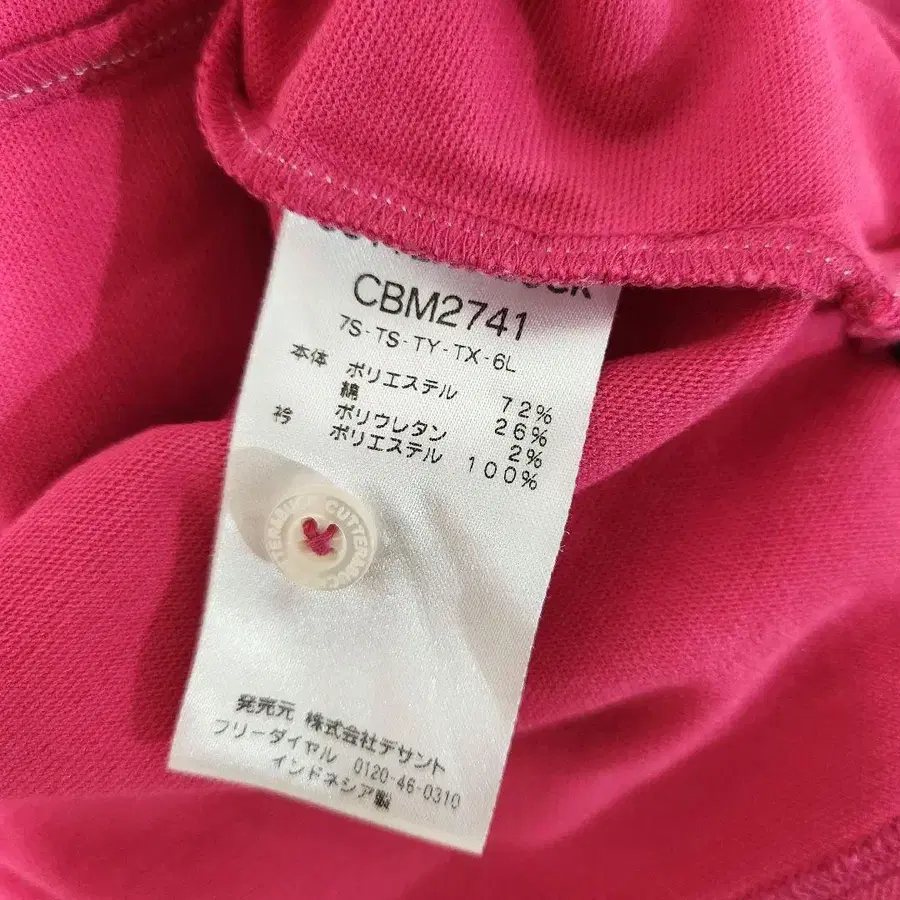 CBM2741
7S-TS-TY-TX-6L
本体 ポリエステル 72%
綿 26%
ポリウレタン 2%
衿 ポリエステル 100%
CUTTER&BUCK
発売元 株式会社デサント
フリーダイヤル 0120-46-0310
インドネシア製